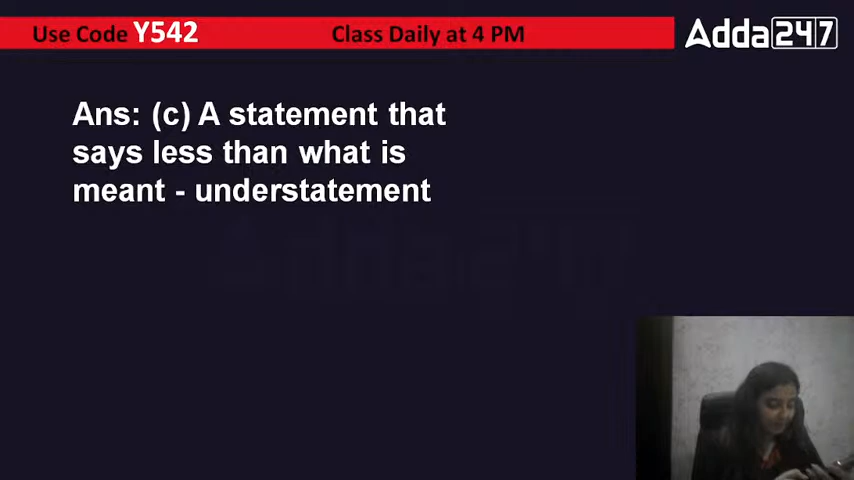 Use Code Y542 Class Daily at 4 PM Adda247
Ans: (c) A statement that
says less than what is
meant - understatement
Adda247